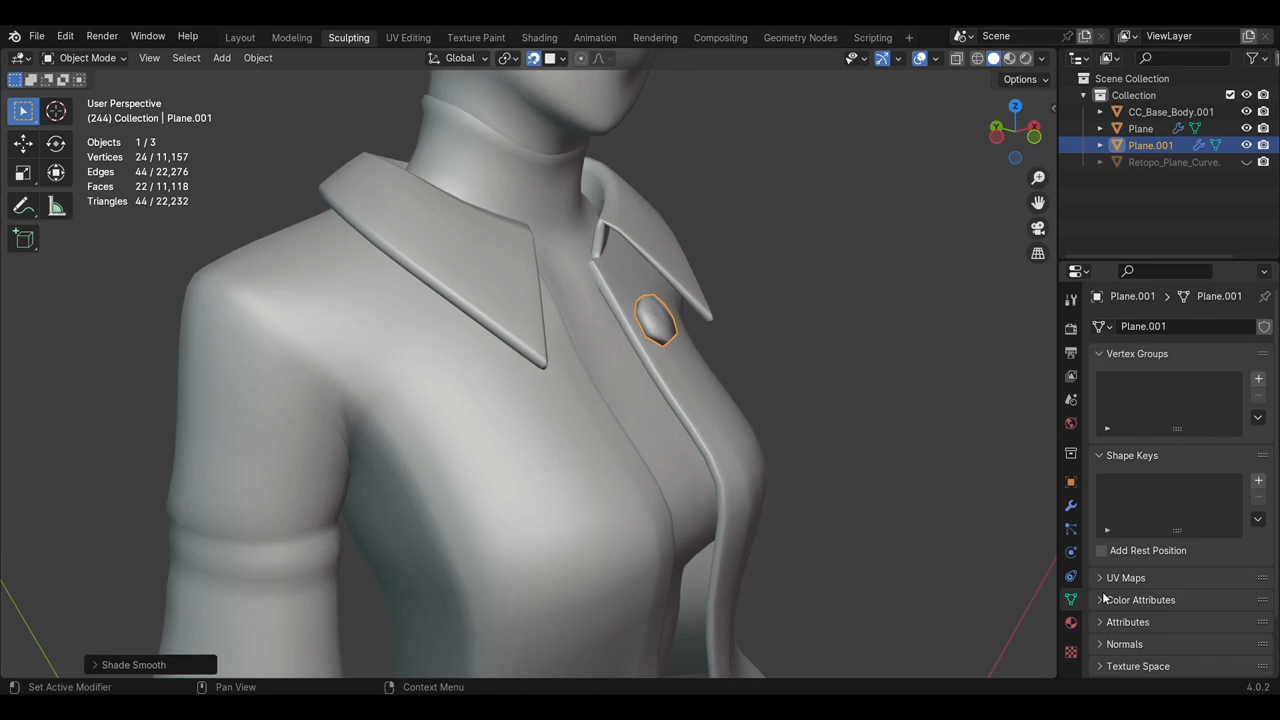 File Edit Render Window Help Layout Modeling Sculpting UV Editing Texture Paint Shading Animation Rendering Compositing Geometry Nodes Scripting + Scene ViewLayer
Object Mode View Select Add Object Global
Options
User Perspective
(244) Collection | Plane.001
Objects 1 / 3
Vertices 24 / 11,157
Edges 44 / 22,276
Faces 22 / 11,118
Triangles 44 / 22,232
Z
Y
X
Scene Collection
Collection
CC_Base_Body.001
Plane
Plane.001
Retopo_Plane_Curve.
Plane.001 Plane.001
Plane.001
Vertex Groups
Shape Keys
Add Rest Position
UV Maps
Color Attributes
Attributes
Normals
Texture Space
Shade Smooth
Set Active Modifier Pan View Context Menu 4.0.2